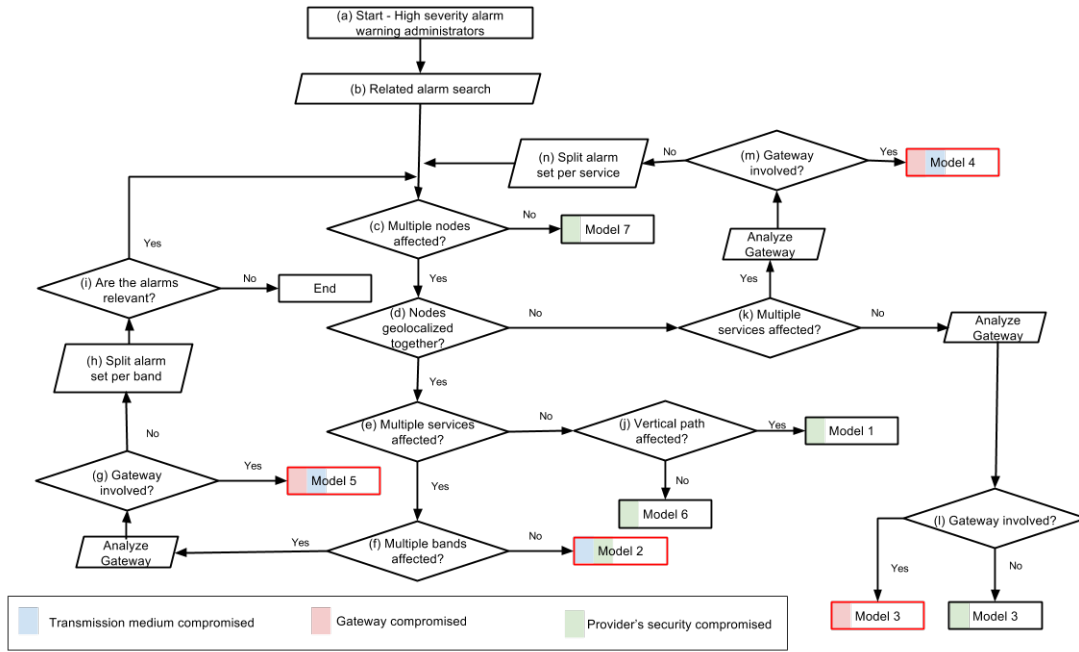 (a) Start - High severity alarm
warning administrators
(b) Related alarm search
(n) Split alarm
set per service
No
(m) Gateway
involved?
Yes
Model 4
(c) Multiple nodes
affected?
No
Model 7
Analyze
Gateway
Yes
Yes
(i) Are the alarms
relevant?
No
End
Yes
(d) Nodes
geolocalized
together?
No
(k) Multiple
services affected?
No
Analyze
Gateway
(h) Split alarm
set per band
Yes
No
(e) Multiple services
affected?
No
(j) Vertical path
affected?
Yes
Model 1
(g) Gateway
involved?
Yes
Model 5
Yes
No
Model 6
(l) Gateway involved?
Analyze
Gateway
Yes
(f) Multiple bands
affected?
No
Model 2
Yes
No
Model 3
Model 3
Transmission medium compromised
Gateway compromised
Provider's security compromised